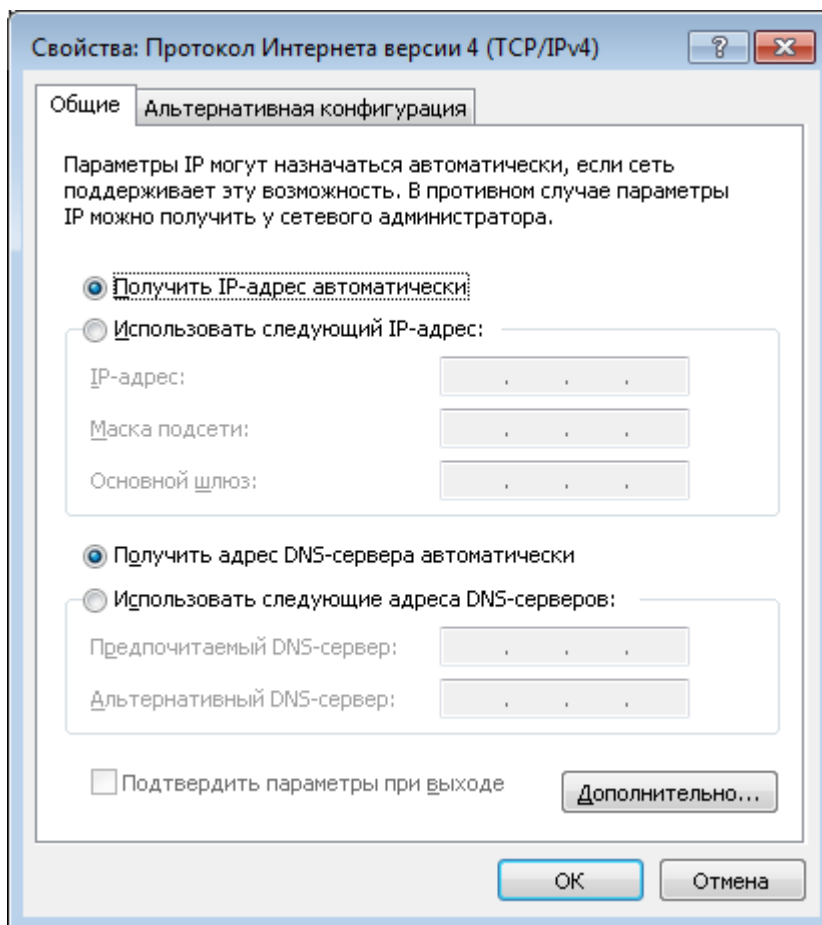 Свойства: Протокол Интернета версии 4 (TCP/IPv4)
Общие
Альтернативная конфигурация
Параметры IP могут назначаться автоматически, если сеть
поддерживает эту возможность. В противном случае параметры
IP можно получить у сетевого администратора.
Получить IP-адрес автоматически
Использовать следующий IP-адрес:
IP-адрес:
Маска подсети:
Основной шлюз:
Получить адрес DNS-сервера автоматически
Использовать следующие адреса DNS-серверов:
Предпочитаемый DNS-сервер:
Альтернативный DNS-сервер:
Подтвердить параметры при выходе
Дополнительно...
ОК
Отмена